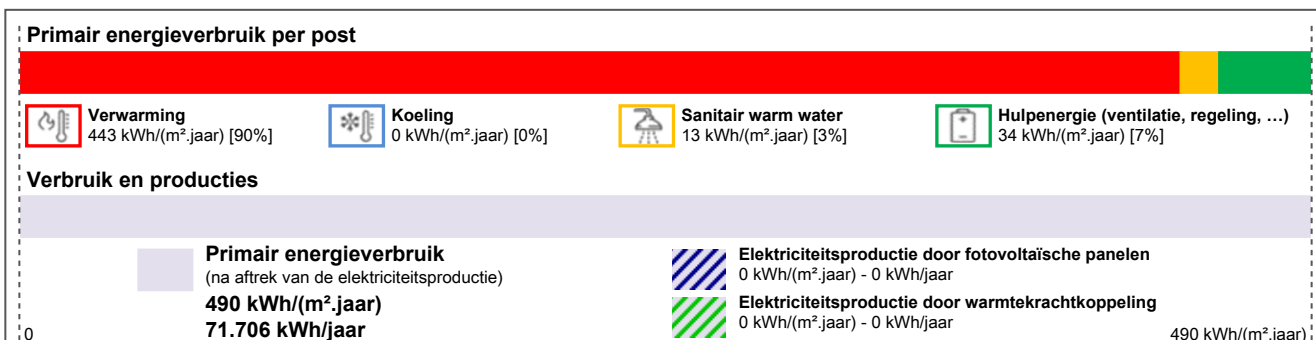 Primair energieverbruik per post
Verwarming
443 kWh/(m².jaar) [90%]
Koeling
0 kWh/(m².jaar) [0%]
Sanitair warm water
13 kWh/(m².jaar) [3%]
Hulpenergie (ventilatie, regeling, …)
34 kWh/(m².jaar) [7%]
Verbruik en producties
Primair energieverbruik
(na aftrek van de elektriciteitsproductie)
490 kWh/(m².jaar)
71.706 kWh/jaar
Elektriciteitsproductie door fotovoltaïsche panelen
0 kWh/(m².jaar) - 0 kWh/jaar
Elektriciteitsproductie door warmtekrachtkoppeling
0 kWh/(m².jaar) - 0 kWh/jaar
0
490 kWh/(m².jaar)